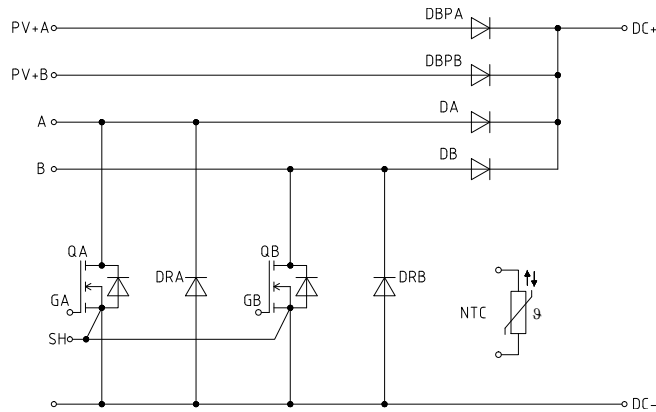 DBPA
PV+A
DC+
DBPB
PV+B
DA
A
DB
B
QA
QB
DRA
DRB
GA
GB
NTC
ϑ
SH
DC-